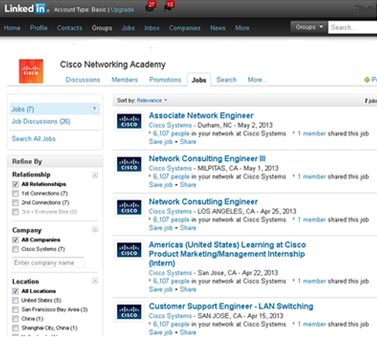 Linked in Account Type: Basic | Upgrade 27 10
Home Profile Contacts Groups Jobs Inbox Companies News More Groups Search...
CISCO Cisco Networking Academy
Discussions Members Promotions Jobs Search More...
Jobs (7)
Job Discussions (26)
Search All Jobs
Refine By
Relationship
All Relationships
1st Connections (7)
2nd Connections (7)
3rd + Everyone Else (0)
Company
All Companies
Cisco Systems (7)
Enter company name
Location
All Locations
United States (5)
San Francisco Bay Area (3)
China (1)
Shanghai City, China (1)
Sort by: Relevance 7
CISCO Associate Network Engineer
Cisco Systems - Durham, NC - May 2, 2013
6,107 people in your network at Cisco Systems 1 member shared this job
Save job • Share
CISCO Network Consulting Engineer III
Cisco Systems - MILPITAS, CA - May 1, 2013
6,107 people in your network at Cisco Systems 1 member shared this job
Save job • Share
CISCO Network Consulting Engineer
Cisco Systems - LOS ANGELES, CA - Apr 25, 2013
6,107 people in your network at Cisco Systems 1 member shared this job
Save job • Share
CISCO Americas (United States) Learning at Cisco
Product Marketing/Management Internship
(Intern)
Cisco Systems - San Jose, CA - Apr 22, 2013
6,107 people in your network at Cisco Systems 1 member shared this job
Save job • Share
CISCO Customer Support Engineer - LAN Switching
Cisco Systems - SAN JOSE, CA - Apr 15, 2013
6,107 people in your network at Cisco Systems 1 member shared this job
Save job • Share